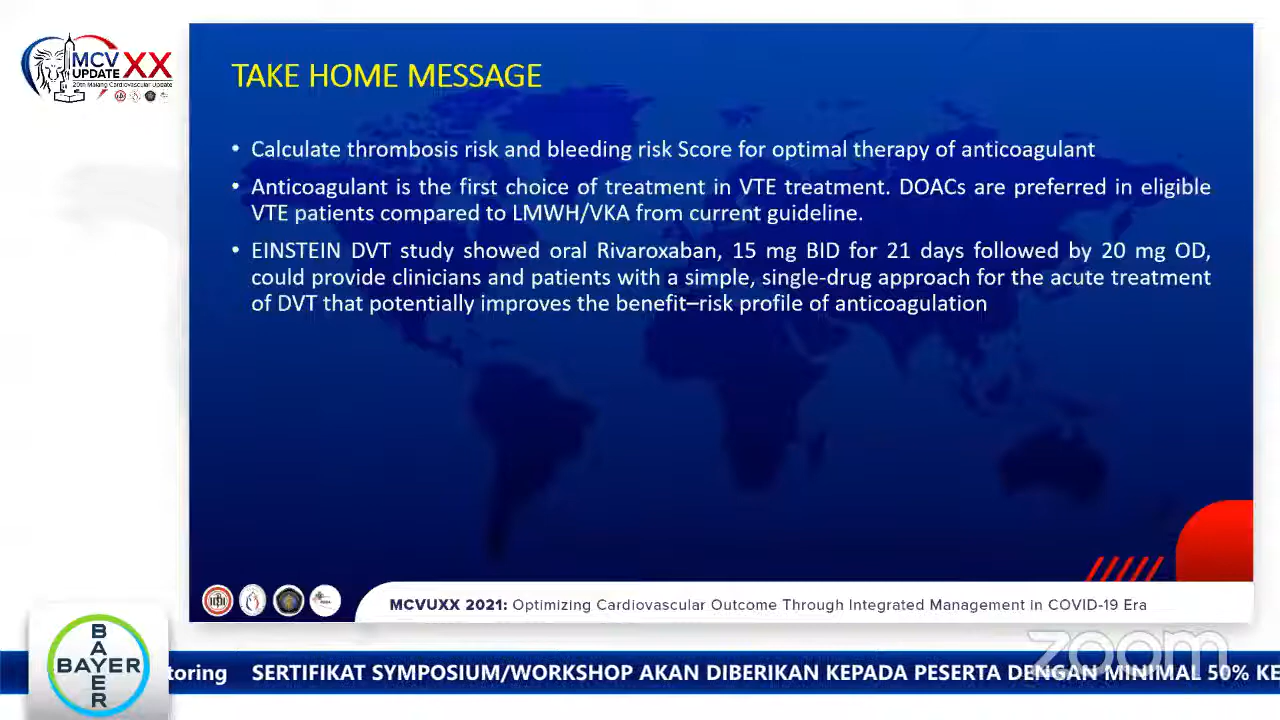 MCV
UPDATE XX
20th Malang Cardiovascular Update
TAKE HOME MESSAGE
• Calculate thrombosis risk and bleeding risk Score for optimal therapy of anticoagulant
• Anticoagulant is the first choice of treatment in VTE treatment. DOACs are preferred in eligible
VTE patients compared to LMWH/VKA from current guideline.
• EINSTEIN DVT study showed oral Rivaroxaban, 15 mg BID for 21 days followed by 20 mg OD,
could provide clinicians and patients with a simple, single-drug approach for the acute treatment
of DVT that potentially improves the benefit–risk profile of anticoagulation
MCVUXX 2021: Optimizing Cardiovascular Outcome Through Integrated Management in COVID-19 Era
zoom
BAYER
BAYER
toring SERTIFIKAT SYMPOSIUM/WORKSHOP AKAN DIBERIKAN KEPADA PESERTA DENGAN MINIMAL 50% KE